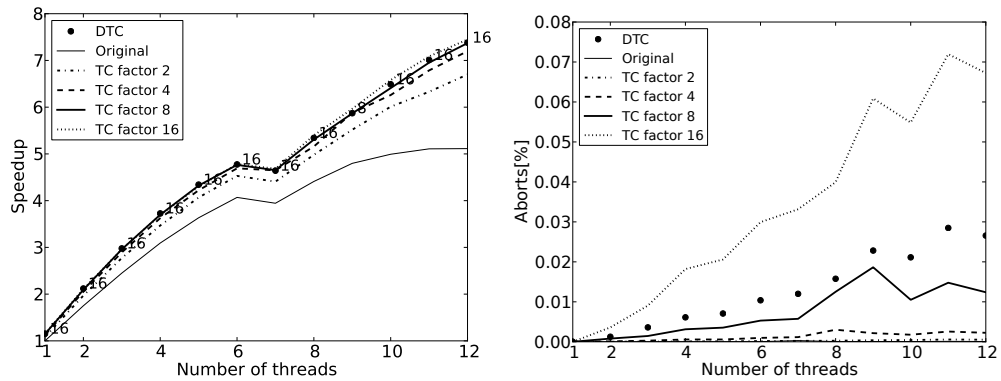 8
7
6
5
4
3
2
1
Speedup
DTC
Original
TC factor 2
TC factor 4
TC factor 8
TC factor 16
16
16
16
16
16
16
16
16
8
16
16
16
1 2 4 6 8 10 12
Number of threads
0.08
0.07
0.06
0.05
0.04
0.03
0.02
0.01
0.00
Aborts[%]
DTC
Original
TC factor 2
TC factor 4
TC factor 8
TC factor 16
1 2 4 6 8 10 12
Number of threads